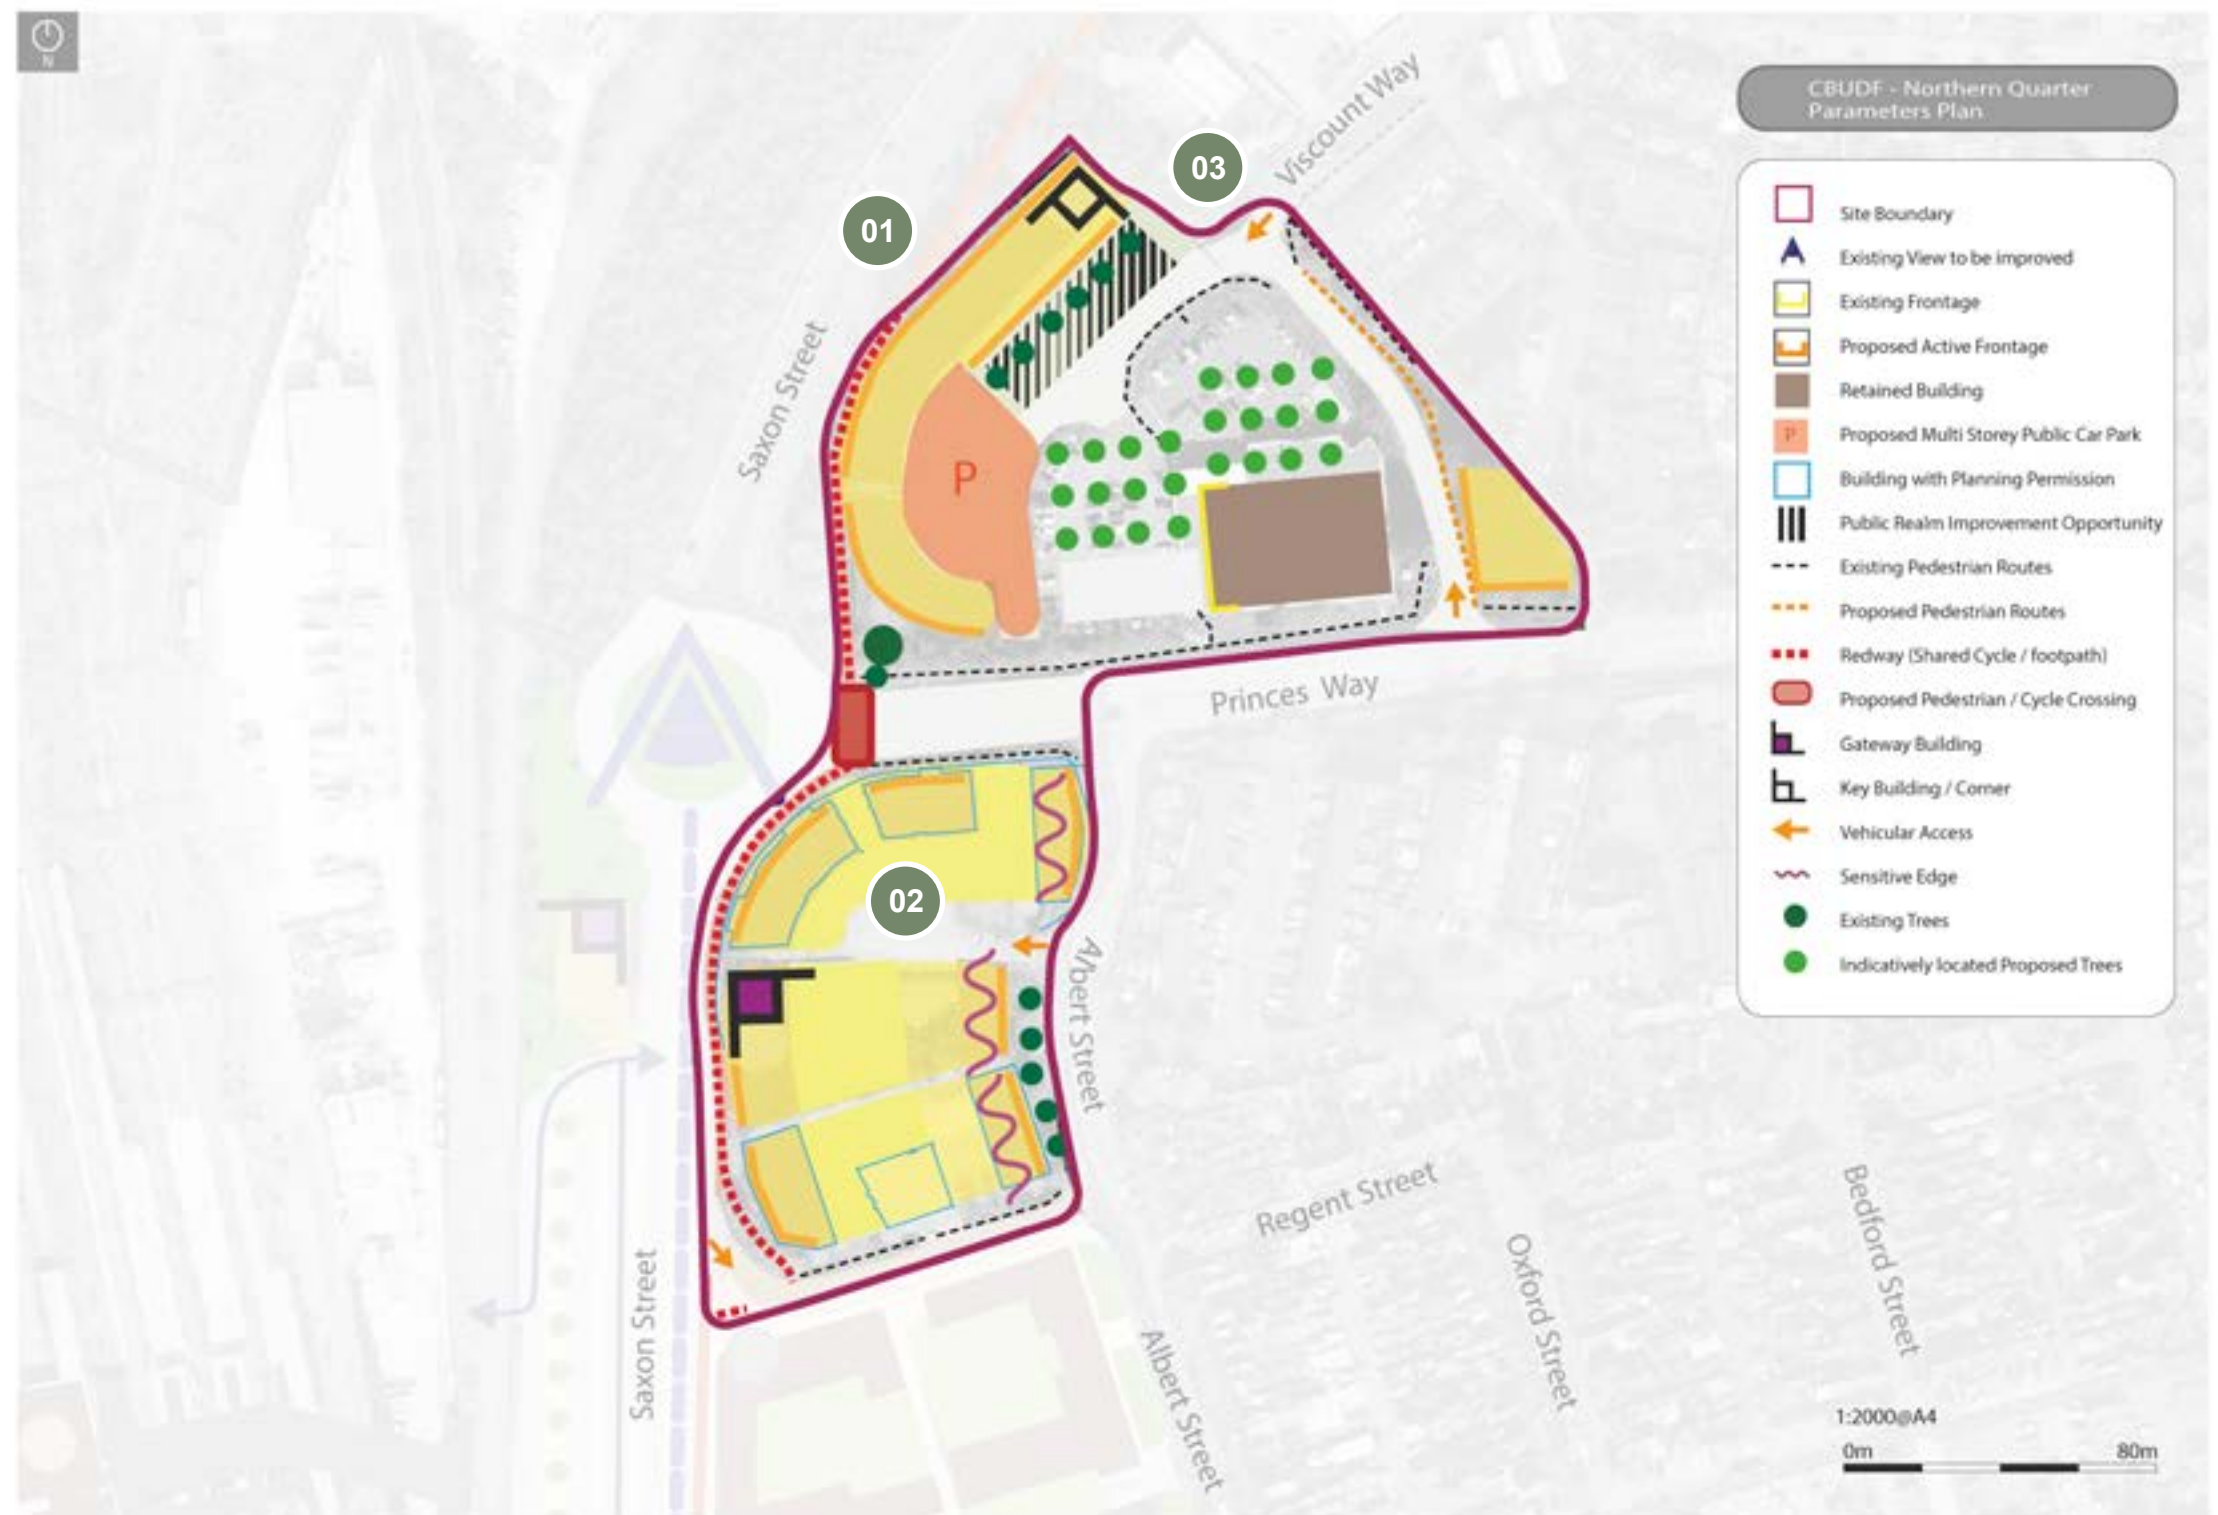 N
CBUDF - Northern Quarter
Parameters Plan
Viscount Way
03
01
02
Saxon Street
P
Princes Way
Albert Street
Regent Street
Oxford Street
Bedford Street
Saxon Street
Albert Street
Site Boundary
Existing View to be improved
Existing Frontage
Proposed Active Frontage
Retained Building
P
Proposed Multi Storey Public Car Park
Building with Planning Permission
Public Realm Improvement Opportunity
Existing Pedestrian Routes
Proposed Pedestrian Routes
Redway (Shared Cycle / footpath)
Proposed Pedestrian / Cycle Crossing
Gateway Building
Key Building / Corner
Vehicular Access
Sensitive Edge
Existing Trees
Indicatively located Proposed Trees
1:2000@A4
0m
80m